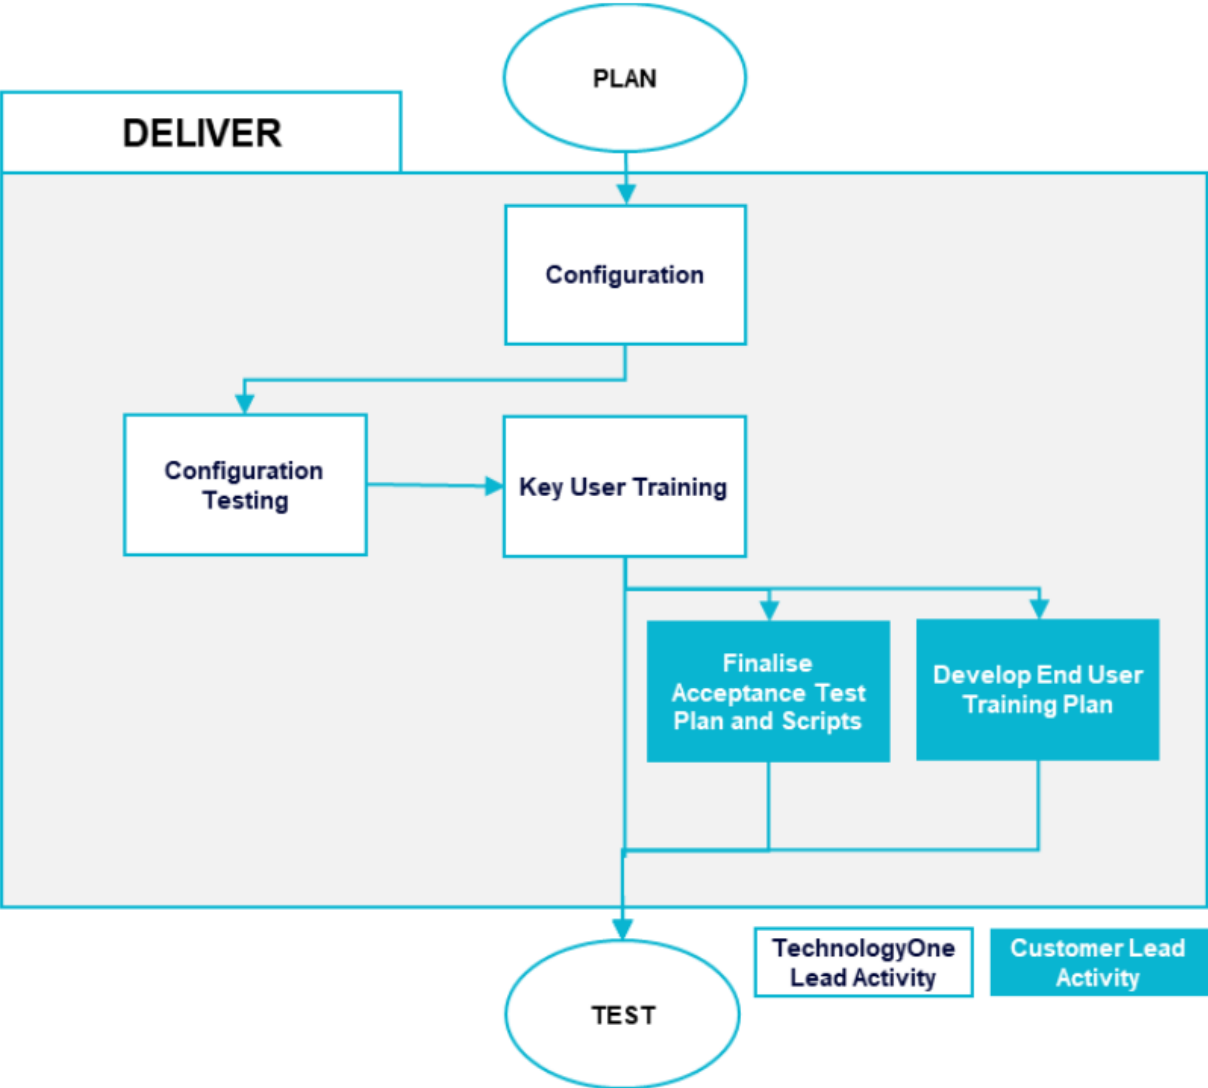 PLAN
DELIVER
Configuration
Configuration
Testing
Key User Training
Finalise
Acceptance Test
Plan and Scripts
Develop End User
Training Plan
TechnologyOne
Lead Activity
Customer Lead
Activity
TEST